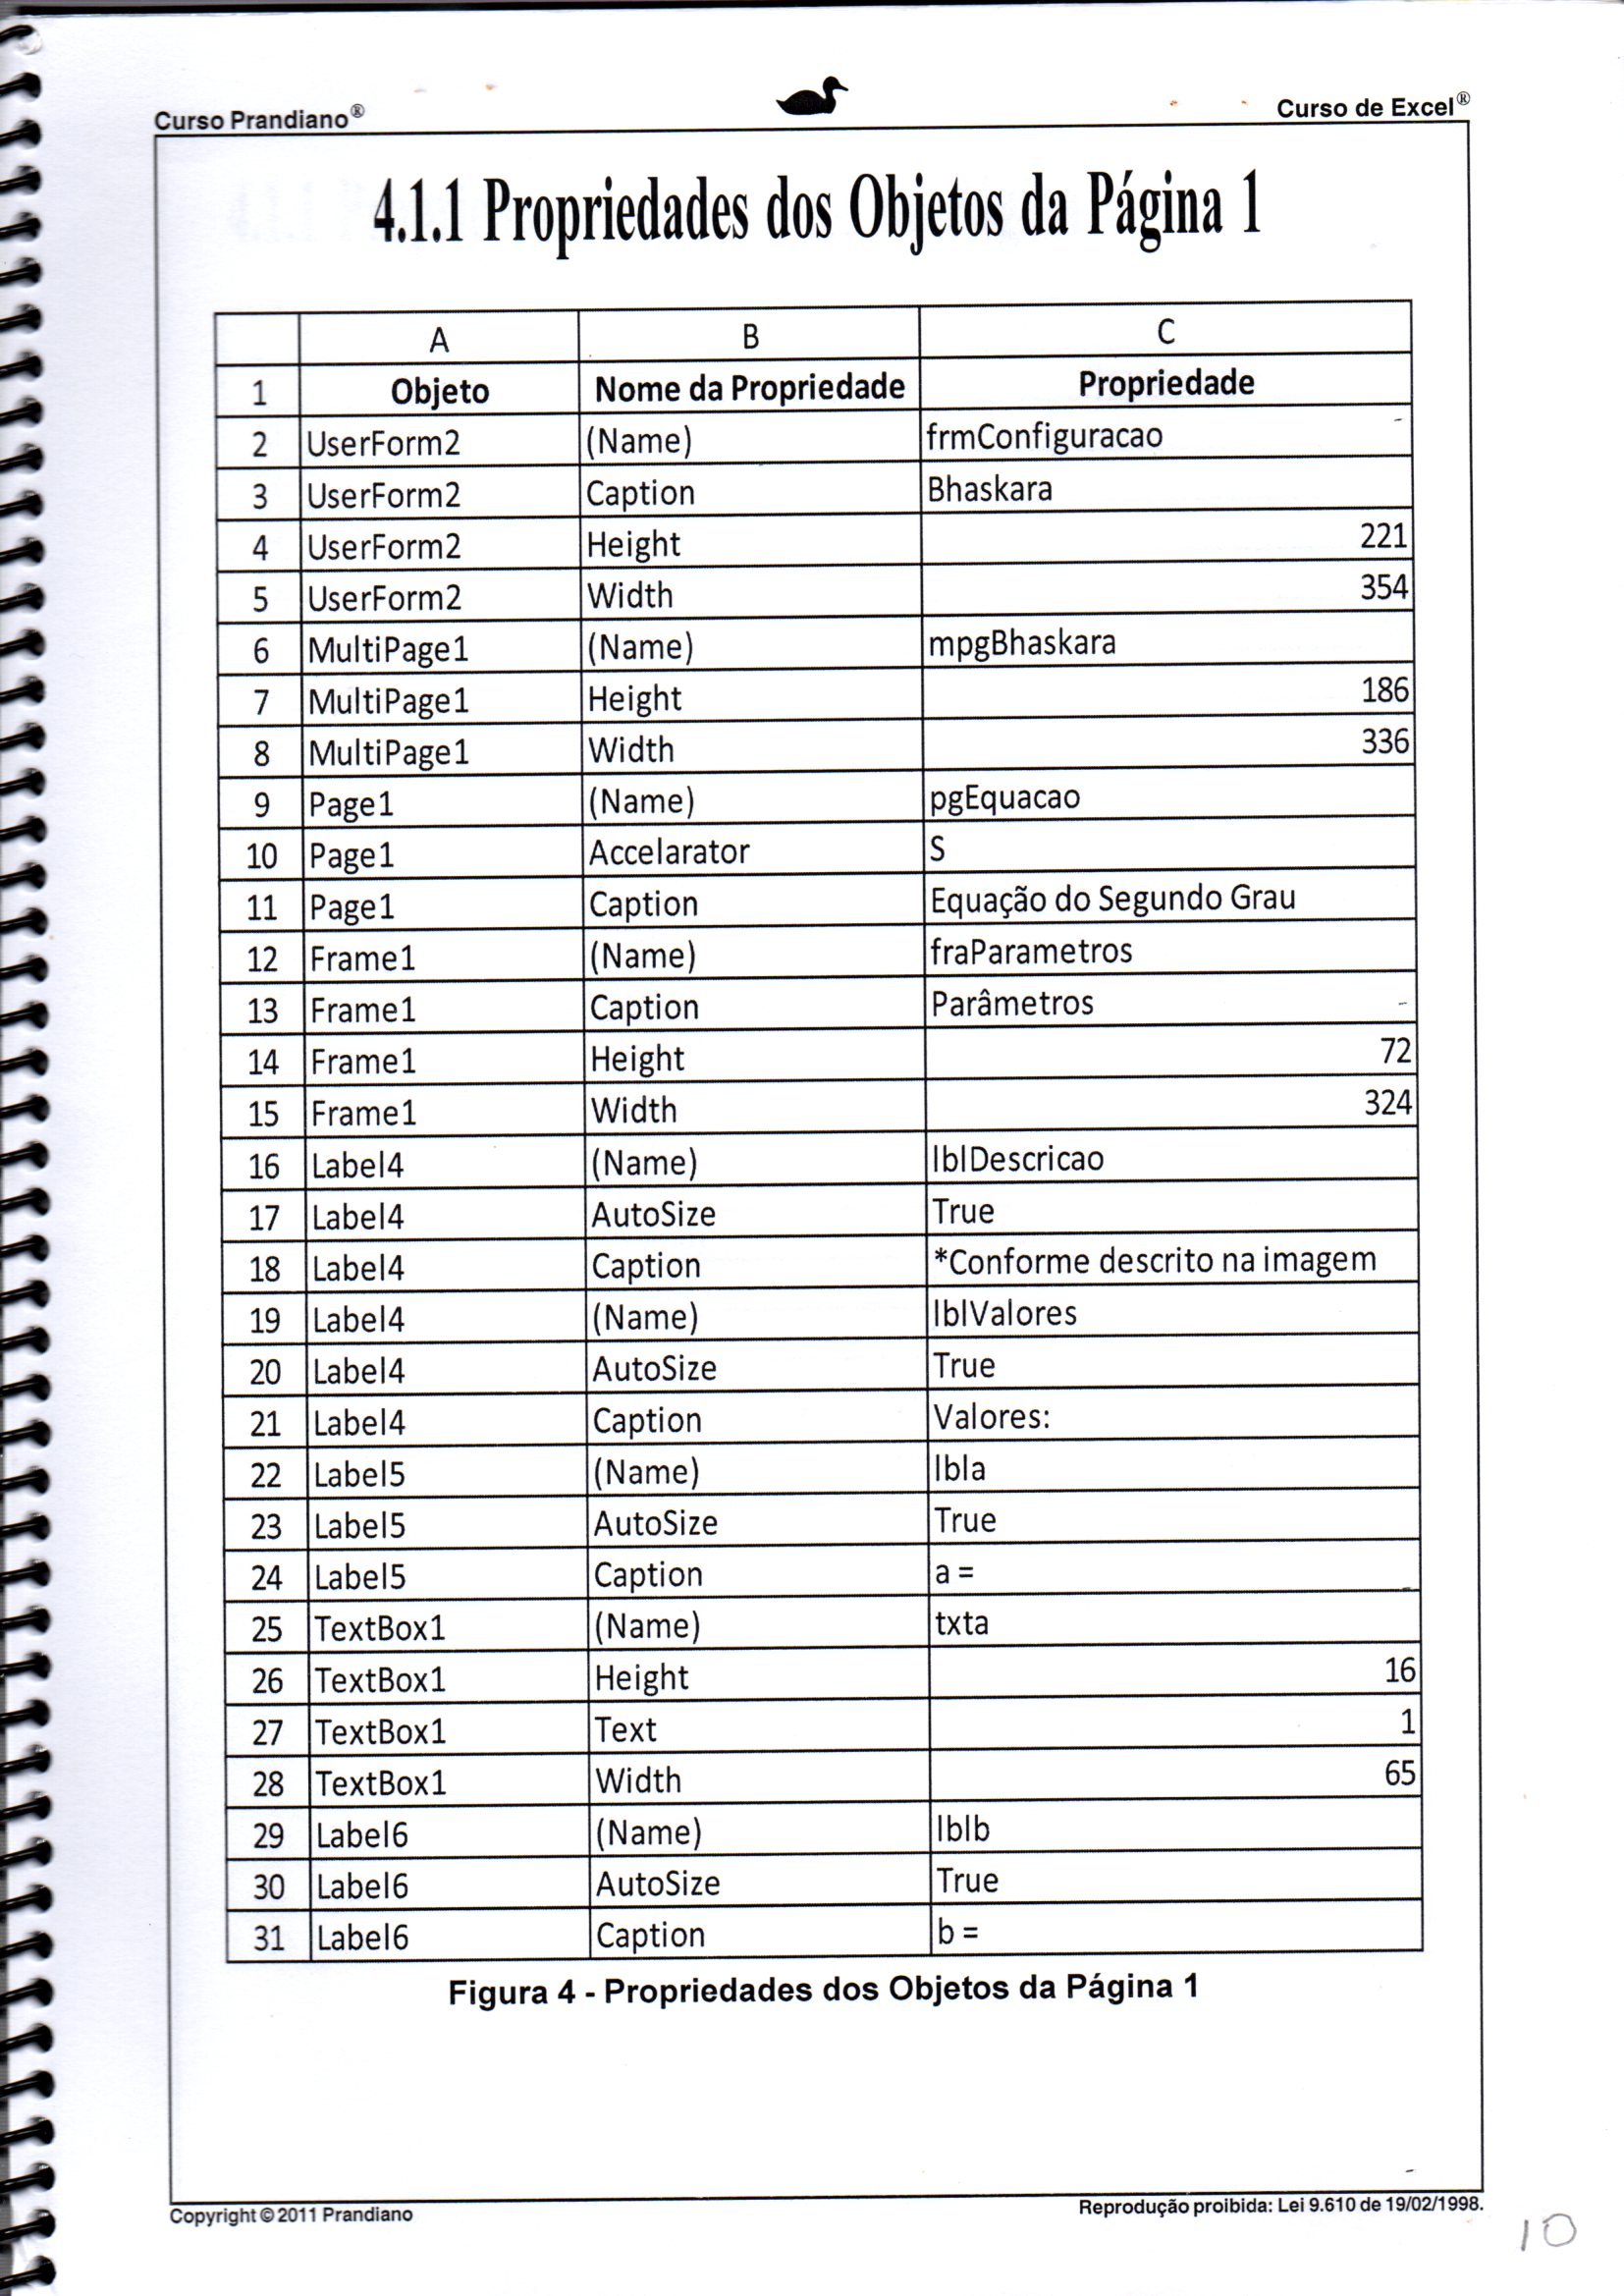 Curso Prandiano®
Curso de Excel®
4.1.1 Propriedades dos Objetos da Página 1
A B C
1 Objeto Nome da Propriedade Propriedade
2 UserForm2 (Name) frmConfiguracao
3 UserForm2 Caption Bhaskara
4 UserForm2 Height 221
5 UserForm2 Width 354
6 MultiPage1 (Name) mpgBhaskara
7 MultiPage1 Height 186
8 MultiPage1 Width 336
9 Page1 (Name) pgEquacao
10 Page1 Accelarator S
11 Page1 Caption Equação do Segundo Grau
12 Frame1 (Name) fraParametros
13 Frame1 Caption Parâmetros
14 Frame1 Height 72
15 Frame1 Width 324
16 Label4 (Name) lblDescricao
17 Label4 AutoSize True
18 Label4 Caption *Conforme descrito na imagem
19 Label4 (Name) lblValores
20 Label4 AutoSize True
21 Label4 Caption Valores:
22 Label5 (Name) lbla
23 Label5 AutoSize True
24 Label5 Caption a =
25 TextBox1 (Name) txta
26 TextBox1 Height 16
27 TextBox1 Text 1
28 TextBox1 Width 65
29 Label6 (Name) lblb
30 Label6 AutoSize True
31 Label6 Caption b =
Figura 4 - Propriedades dos Objetos da Página 1
Copyright © 2011 Prandiano
Reprodução proibida: Lei 9.610 de 19/02/1998.
10